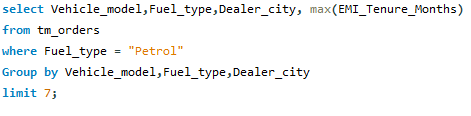 select Vehicle_model,Fuel_type,Dealer_city, max(EMI_Tenure_Months)
from tm_orders
where Fuel_type = "Petrol"
Group by Vehicle_model,Fuel_type,Dealer_city
limit 7;